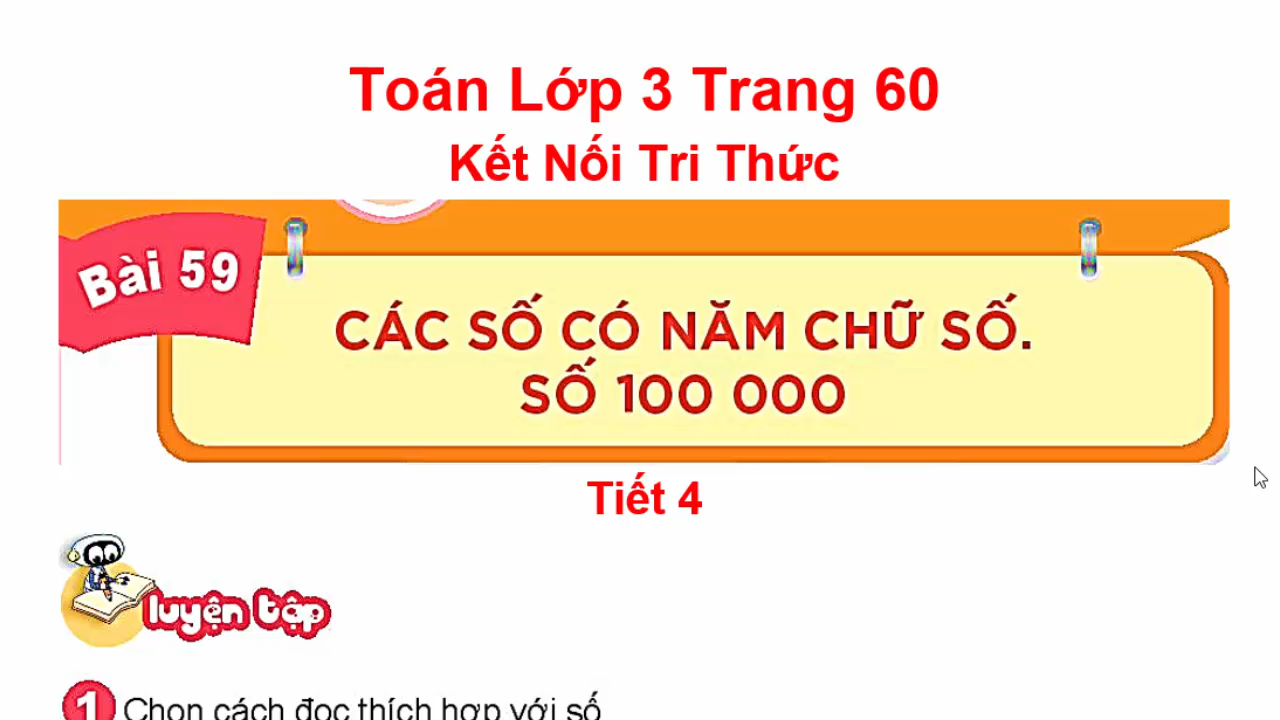 Toán Lớp 3 Trang 60
Kết Nối Tri Thức
Bài 59
CÁC SỐ CÓ NĂM CHỮ SỐ.
SỐ 100 000
Tiết 4
luyện tập
1 Chọn cách đọc thích hợp với số